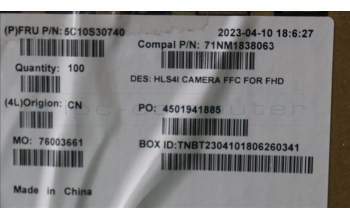 (P)FRU P/N: 5C10S30740
2023-04-10 18:6:27
Compal P/N: 71NM1838063
Quantity: 100
DES: HLS4I CAMERA FFC FOR FHD
(4L)Origion: CN
PO: 4501941885
MO: 76003661
BOX ID:TNBT2304101806260341
Made in China